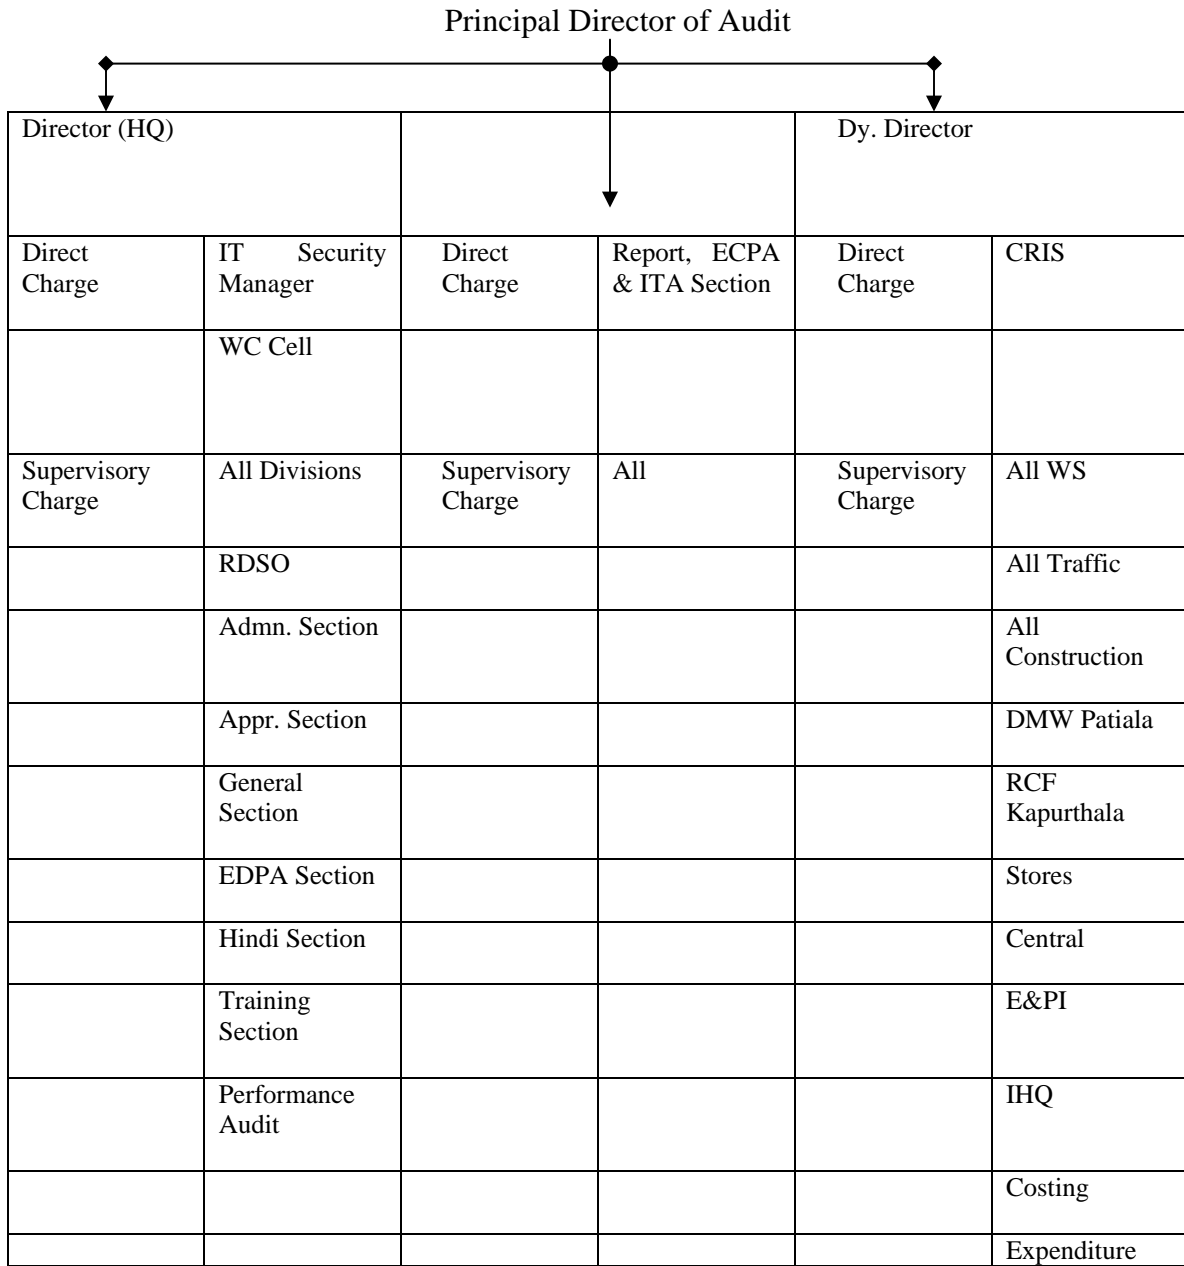 Principal Director of Audit
Director (HQ) Dy. Director
Direct IT Security Direct Report, ECPA Direct CRIS
Charge Manager Charge & ITA Section Charge
WC Cell
Supervisory All Divisions Supervisory All Supervisory All WS
Charge Charge Charge
RDSO All Traffic
Admn. Section All
Construction
Appr. Section DMW Patiala
General RCF
Section Kapurthala
EDPA Section Stores
Hindi Section Central
Training E&PI
Section
Performance IHQ
Audit
Costing
Expenditure